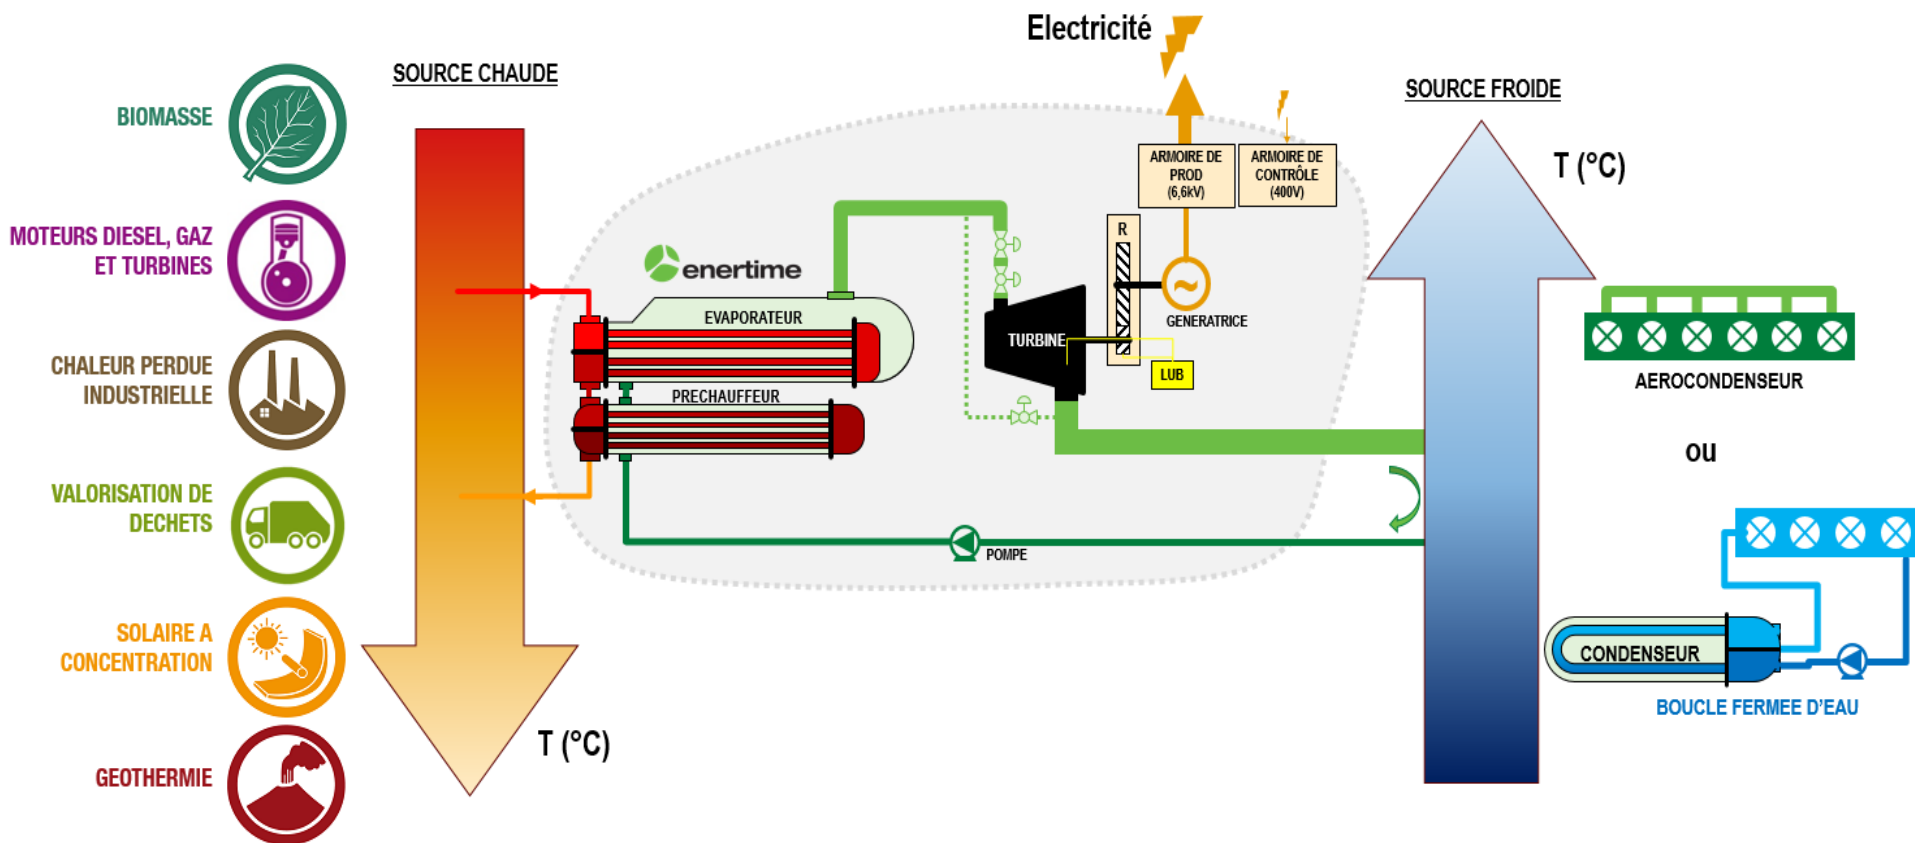 Electricité
SOURCE CHAUDE
SOURCE FROIDE
BIOMASSE
MOTEURS DIESEL, GAZ
ET TURBINES
CHALEUR PERDUE
INDUSTRIELLE
VALORISATION DE
DECHETS
SOLAIRE A
CONCENTRATION
GEOTHERMIE
T (°C)
enertime
EVAPORATEUR
PRECHAUFFEUR
TURBINE
R
LUB
GENERATRICE
ARMOIRE DE
PROD
(6,6kV)
ARMOIRE DE
CONTRÔLE
(400V)
POMPE
T (°C)
AEROCONDENSEUR
ou
CONDENSEUR
BOUCLE FERMEE D'EAU